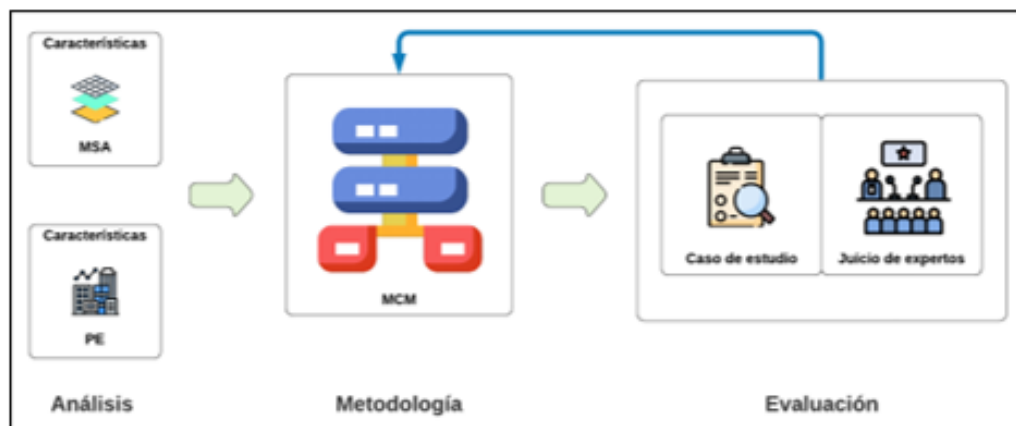 Características
MSA
Características
PE
Análisis
MCM
Metodología
Caso de estudio
Juicio de expertos
Evaluación